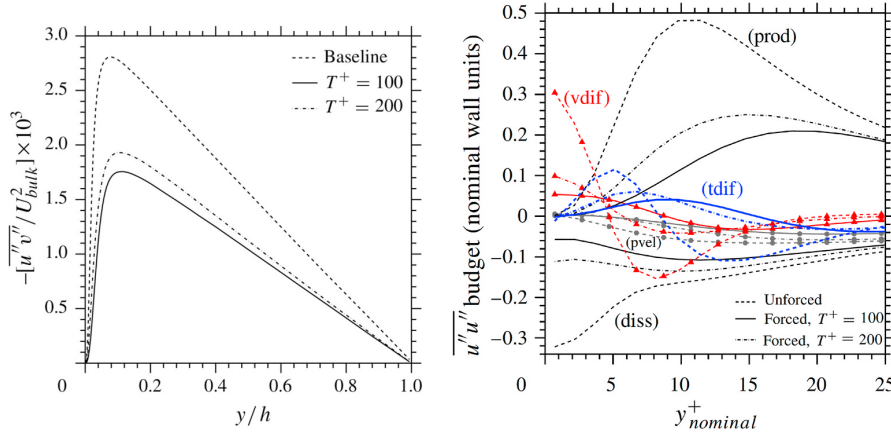 3.0
2.5
2.0
1.5
1.0
0.5
0
0.2
0.4
0.6
0.8
1.0
−[u″v″/U²bulk]×10³
y/h
Baseline
T⁺ = 100
T⁺ = 200
0.5
0.4
0.3
0.2
0.1
0
−0.1
−0.2
−0.3
0
5
10
15
20
25
u″u″ budget (nominal wall units)
y⁺nominal
(prod)
(vdif)
(tdif)
(pvel)
(diss)
Unforced
Forced, T⁺ = 100
Forced, T⁺ = 200